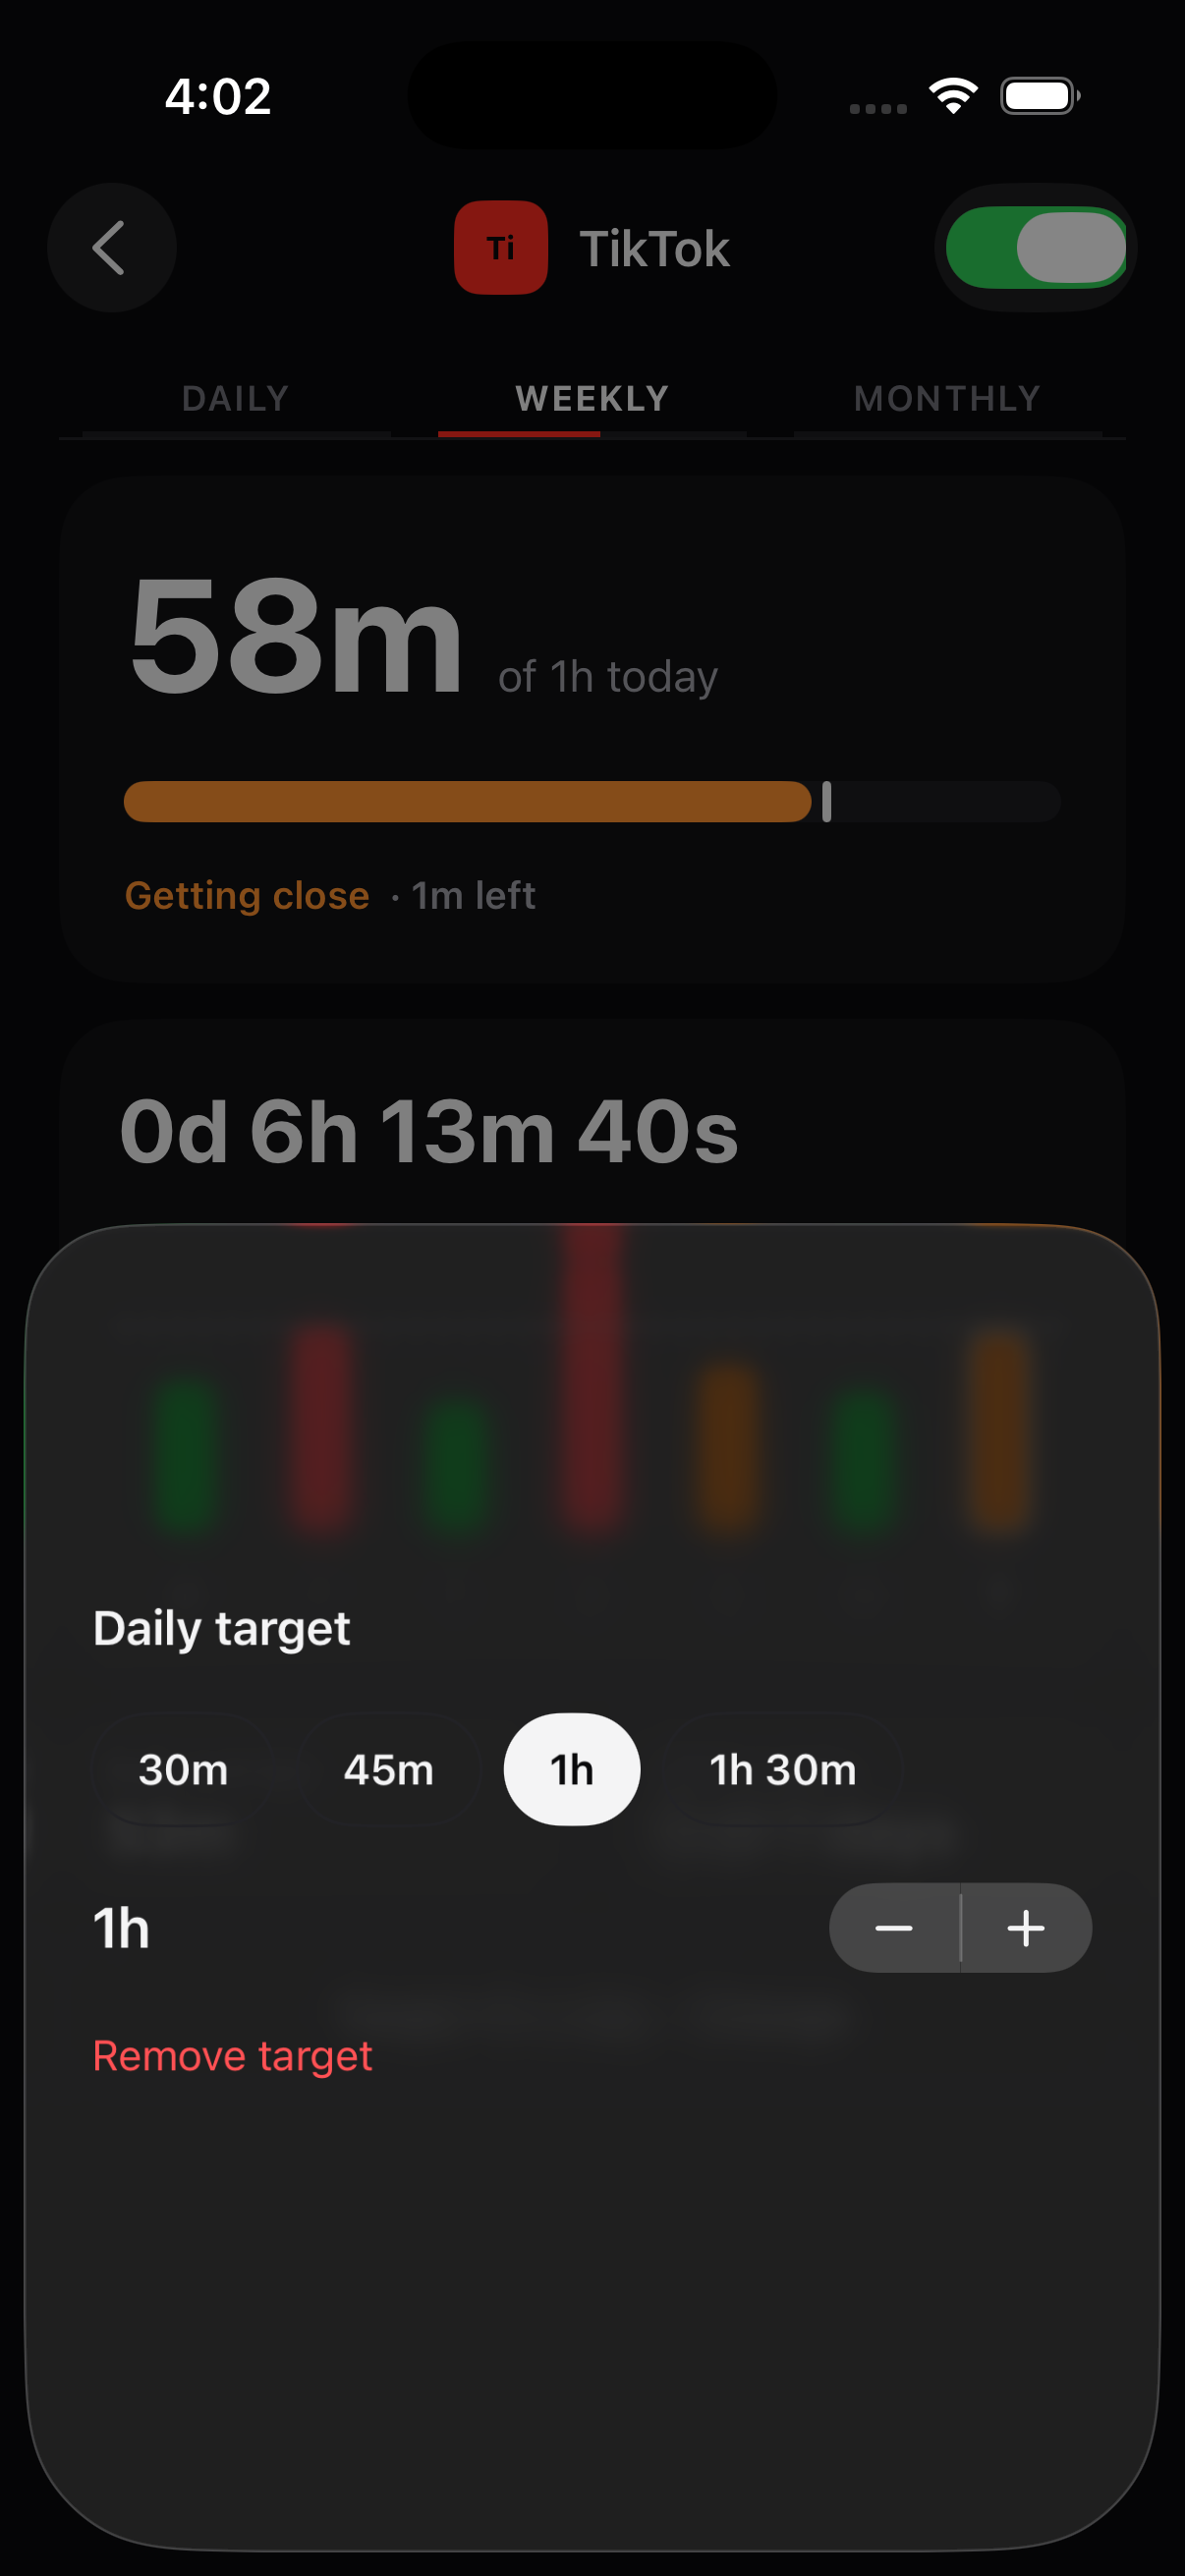 4:02
Ti TikTok
DAILY WEEKLY MONTHLY
58m of 1h today
Getting close · 1m left
0d 6h 13m 40s
Daily target
30m 45m 1h 1h 30m
1h
Remove target